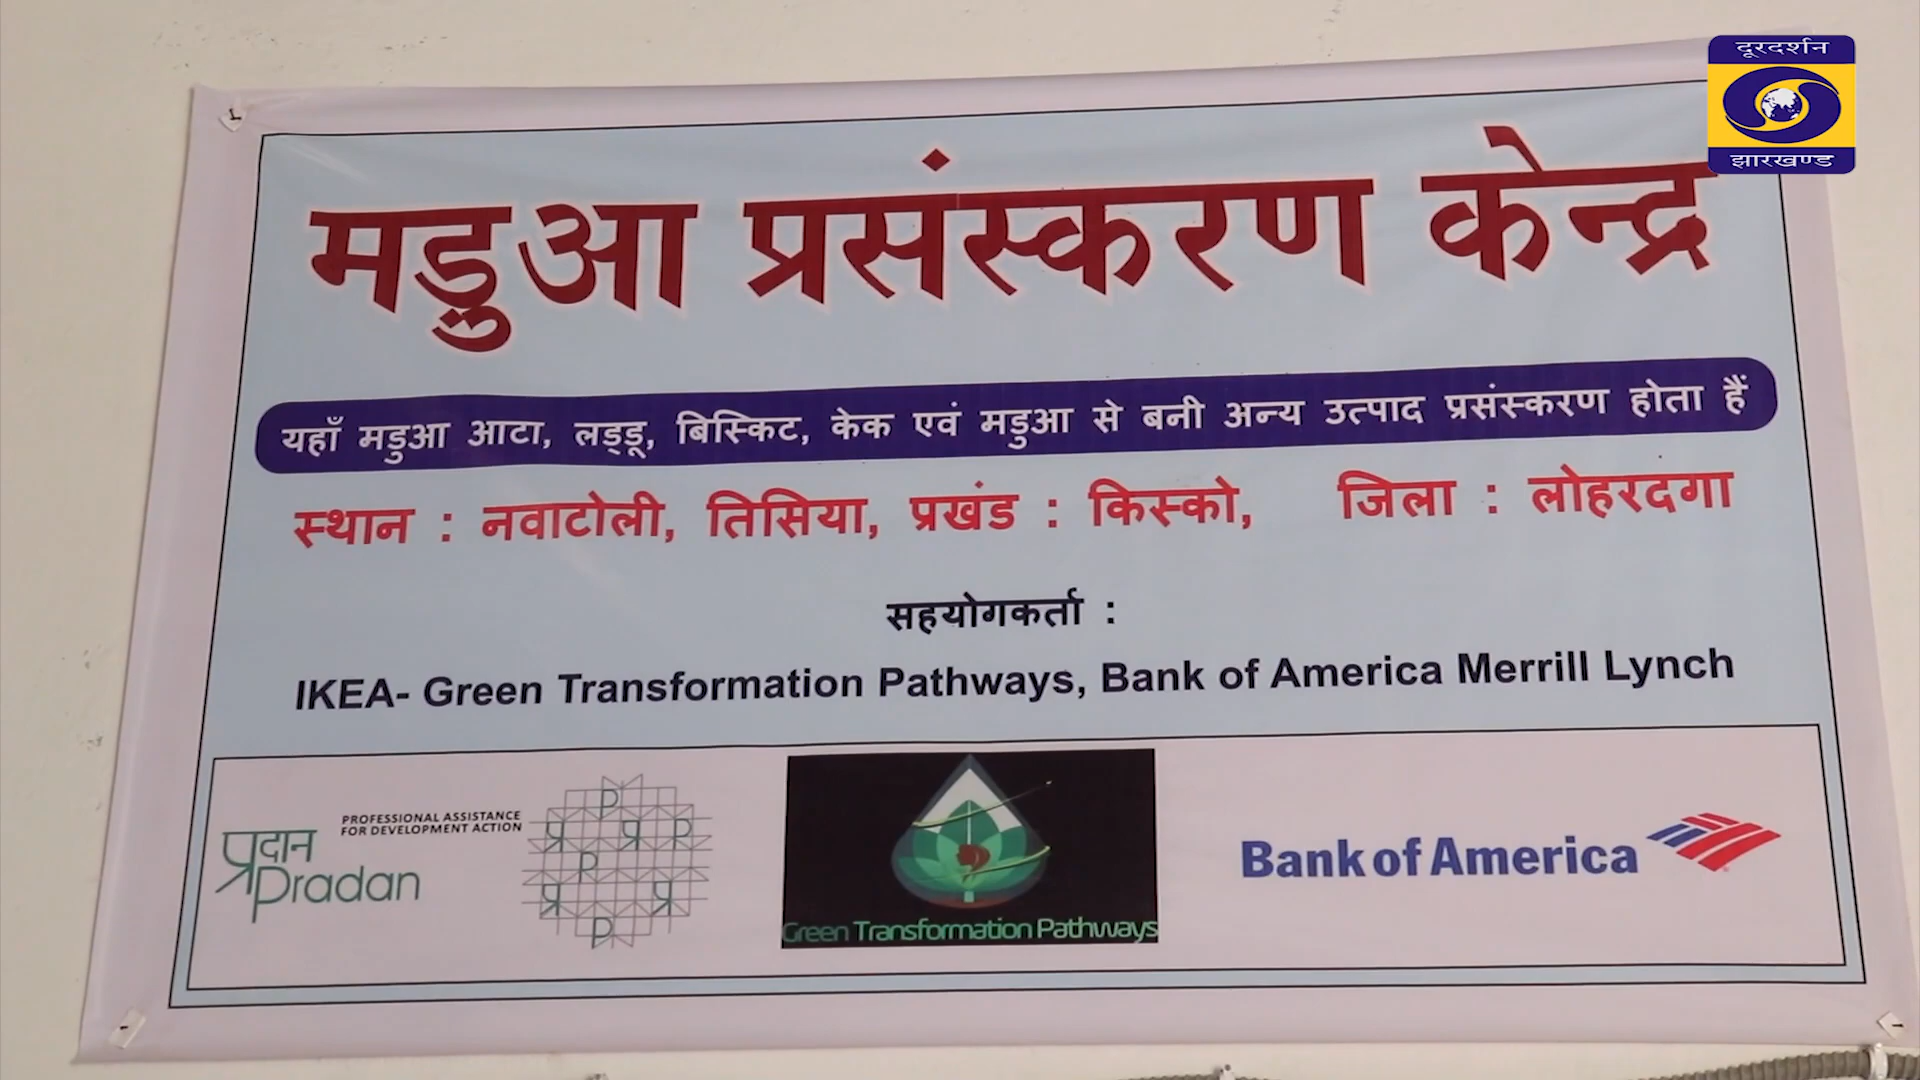 दूरदर्शन
झारखण्ड
मड़ुआ प्रसंस्करण केन्द्र
यहाँ मडुआ आटा, लड्डू, बिस्किट, केक एवं मडुआ से बनी अन्य उत्पाद प्रसंस्करण होता हैं
स्थान : नवाटोली, तिसिया, प्रखंड : किस्को, जिला : लोहरदगा
सहयोगकर्ता :
IKEA- Green Transformation Pathways, Bank of America Merrill Lynch
PROFESSIONAL ASSISTANCE
FOR DEVELOPMENT ACTION
प्रदान
Pradan
Green Transformation Pathways
Bank of America